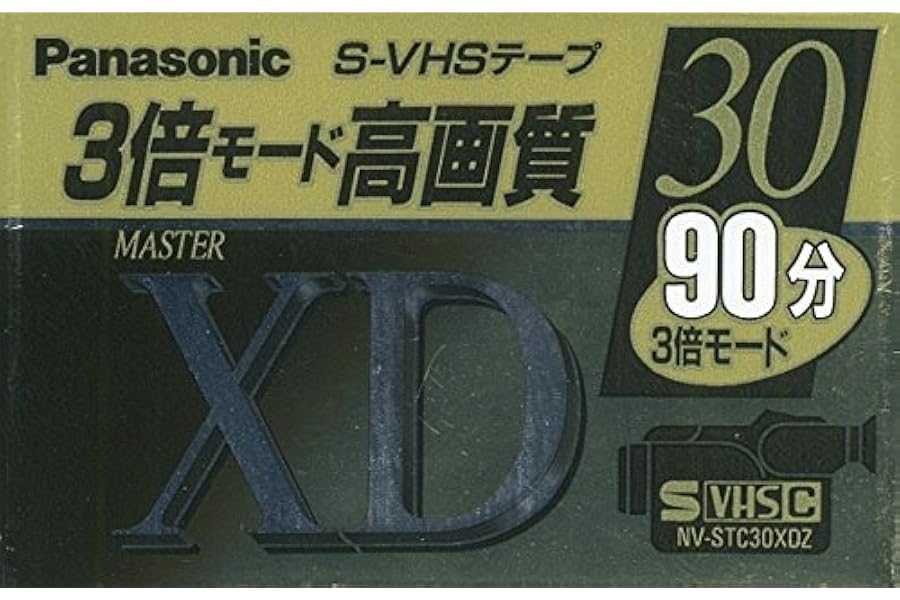 Panasonic S-VHSテープ
3倍モード高画質
30
90分
3倍モード
MASTER
XD
S VHS C
NV-STC30XDZ